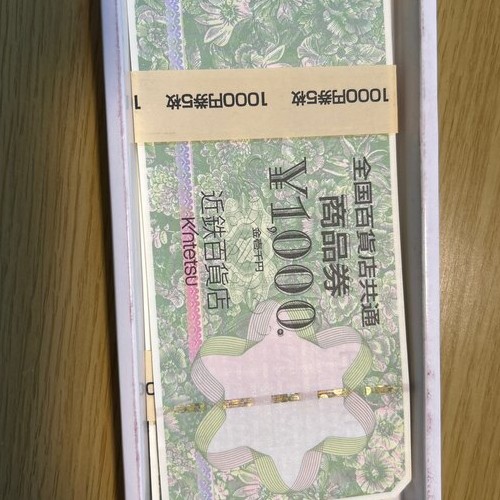 1000円券5枚 1000円券5枚 1
全国百貨店共通
商品券
¥1,000.
金壱千円
近鉄百貨店
Kintetsu
00